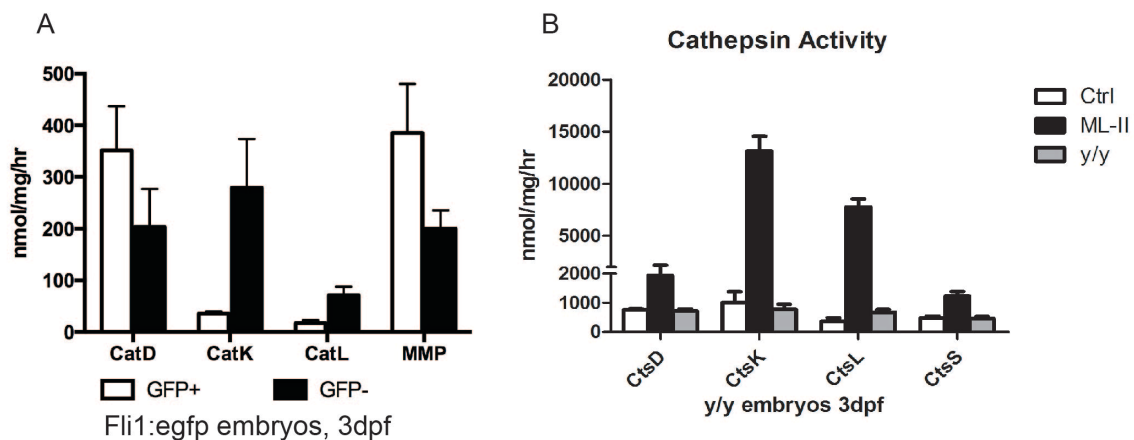 A
500
400
300
200
100
0
nmol/mg/hr
CatD CatK CatL MMP
GFP+ GFP-
Fli1:egfp embryos, 3dpf
B
Cathepsin Activity
20000
15000
10000
5000
2000
1000
0
nmol/mg/hr
CtsD CtsK CtsL CtsS
y/y embryos 3dpf
Ctrl
ML-II
y/y